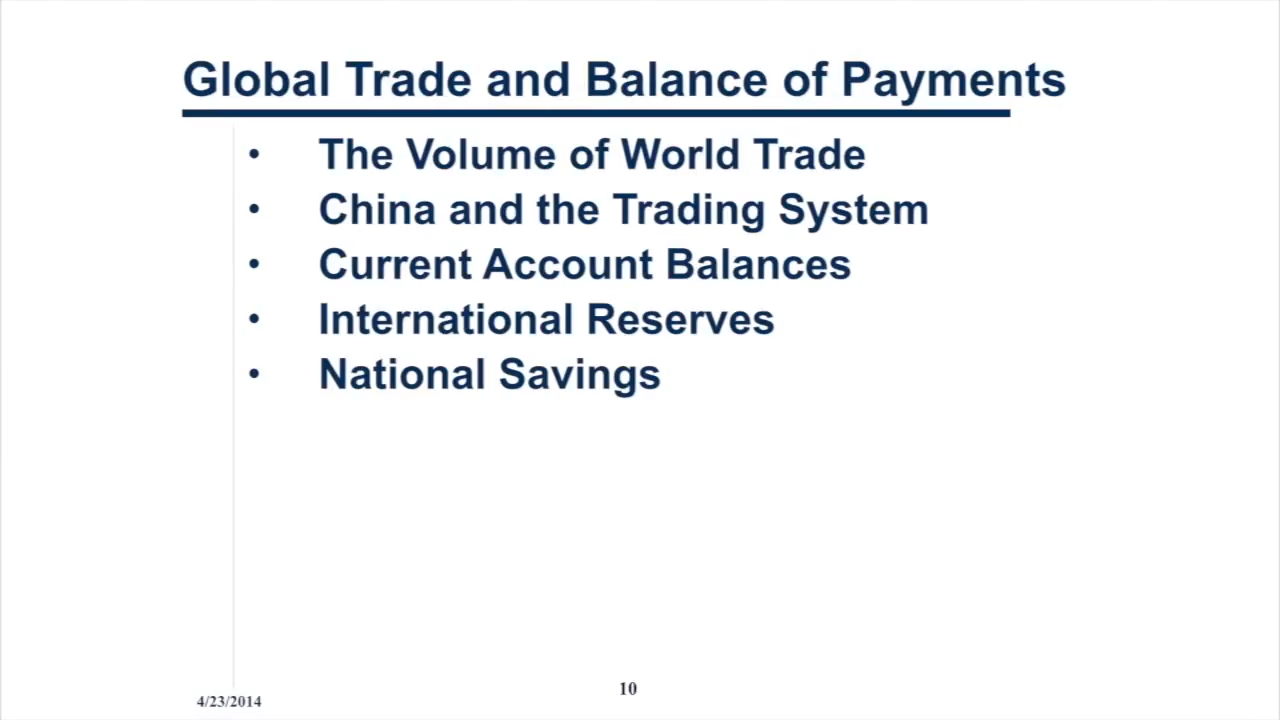 Global Trade and Balance of Payments
• The Volume of World Trade
• China and the Trading System
• Current Account Balances
• International Reserves
• National Savings
10
4/23/2014